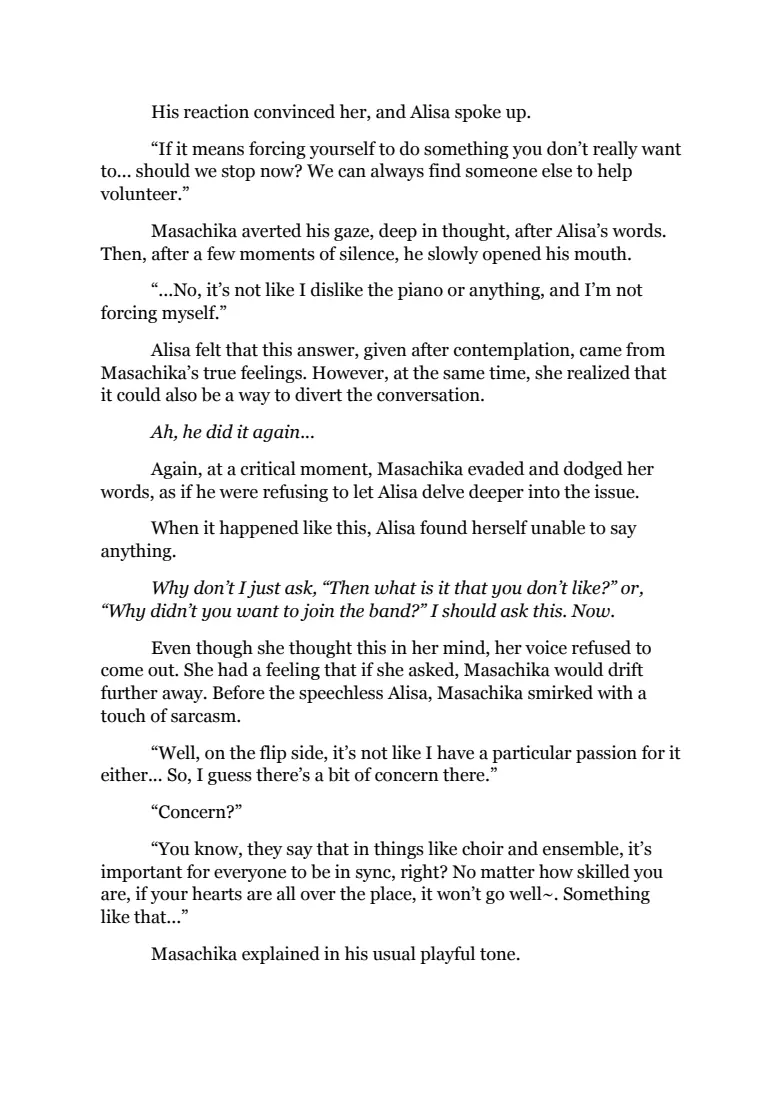 His reaction convinced her, and Alisa spoke up.
“If it means forcing yourself to do something you don’t really want
to... should we stop now? We can always find someone else to help
volunteer.”
Masachika averted his gaze, deep in thought, after Alisa’s words.
Then, after a few moments of silence, he slowly opened his mouth.
“...No, it’s not like I dislike the piano or anything, and I’m not
forcing myself.”
Alisa felt that this answer, given after contemplation, came from
Masachika’s true feelings. However, at the same time, she realized that
it could also be a way to divert the conversation.
Ah, he did it again...
Again, at a critical moment, Masachika evaded and dodged her
words, as if he were refusing to let Alisa delve deeper into the issue.
When it happened like this, Alisa found herself unable to say
anything.
Why don’t I just ask, “Then what is it that you don’t like?” or,
“Why didn’t you want to join the band?” I should ask this. Now.
Even though she thought this in her mind, her voice refused to
come out. She had a feeling that if she asked, Masachika would drift
further away. Before the speechless Alisa, Masachika smirked with a
touch of sarcasm.
“Well, on the flip side, it’s not like I have a particular passion for it
either... So, I guess there’s a bit of concern there.”
“Concern?”
“You know, they say that in things like choir and ensemble, it’s
important for everyone to be in sync, right? No matter how skilled you
are, if your hearts are all over the place, it won’t go well~. Something
like that...”
Masachika explained in his usual playful tone.